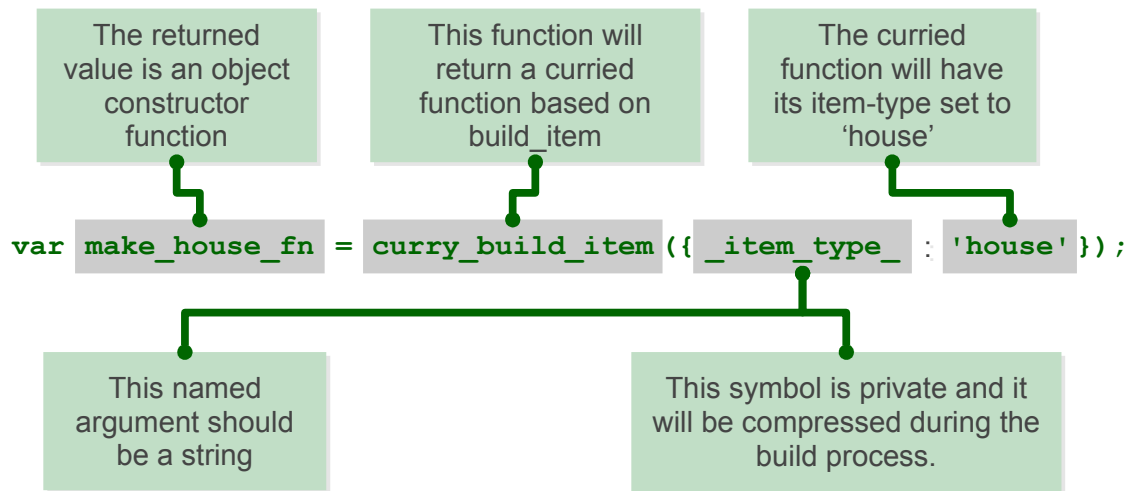 The returned
value is an object
constructor
function
This function will
return a curried
function based on
build_item
The curried
function will have
its item-type set to
‘house’
var make_house_fn = curry_build_item({ _item_type_ : 'house'});
This named
argument should
be a string
This symbol is private and it
will be compressed during the
build process.